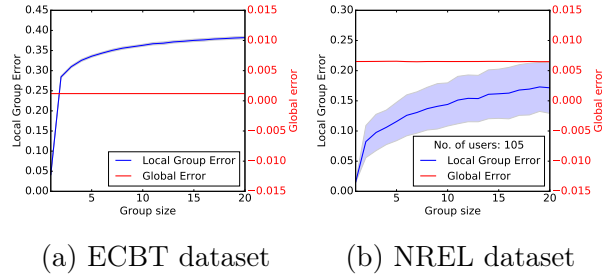 0.45
0.40
0.35
0.30
0.25
0.20
0.15
0.10
0.05
0.00
Local Group Error
5 10 15 20
Group size
0.015
0.010
0.005
0.000
−0.005
−0.010
−0.015
Global error
Local Group Error
Global Error
0.30
0.25
0.20
0.15
0.10
0.05
0.00
Local Group Error
5 10 15 20
Group size
0.015
0.010
0.005
0.000
−0.005
−0.010
−0.015
Global error
No. of users: 105
Local Group Error
Global Error
(a) ECBT dataset
(b) NREL dataset